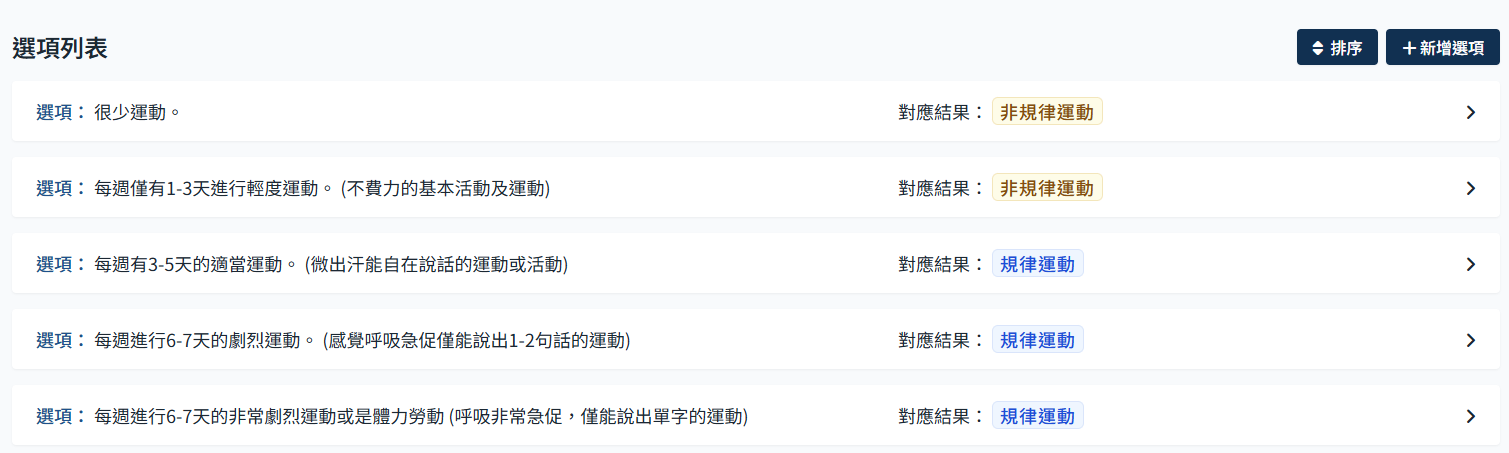 選項列表
排序
新增選項
選項： 很少運動。 對應結果： 非規律運動
選項： 每週僅有1-3天進行輕度運動。 (不費力的基本活動及運動) 對應結果： 非規律運動
選項： 每週有3-5天的適當運動。 (微出汗能自在說話的運動或活動) 對應結果： 規律運動
選項： 每週進行6-7天的劇烈運動。 (感覺呼吸急促僅能說出1-2句話的運動) 對應結果： 規律運動
選項： 每週進行6-7天的非常劇烈運動或是體力勞動 (呼吸非常急促，僅能說出單字的運動) 對應結果： 規律運動